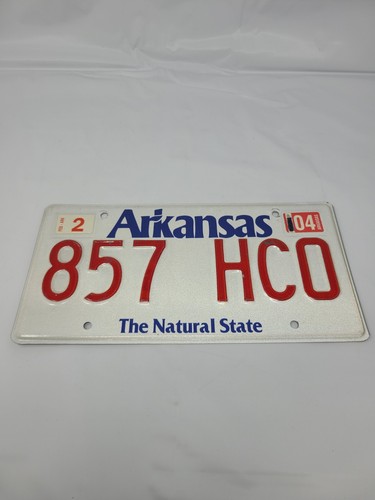 2 Arkansas 04
857 HCO
The Natural State